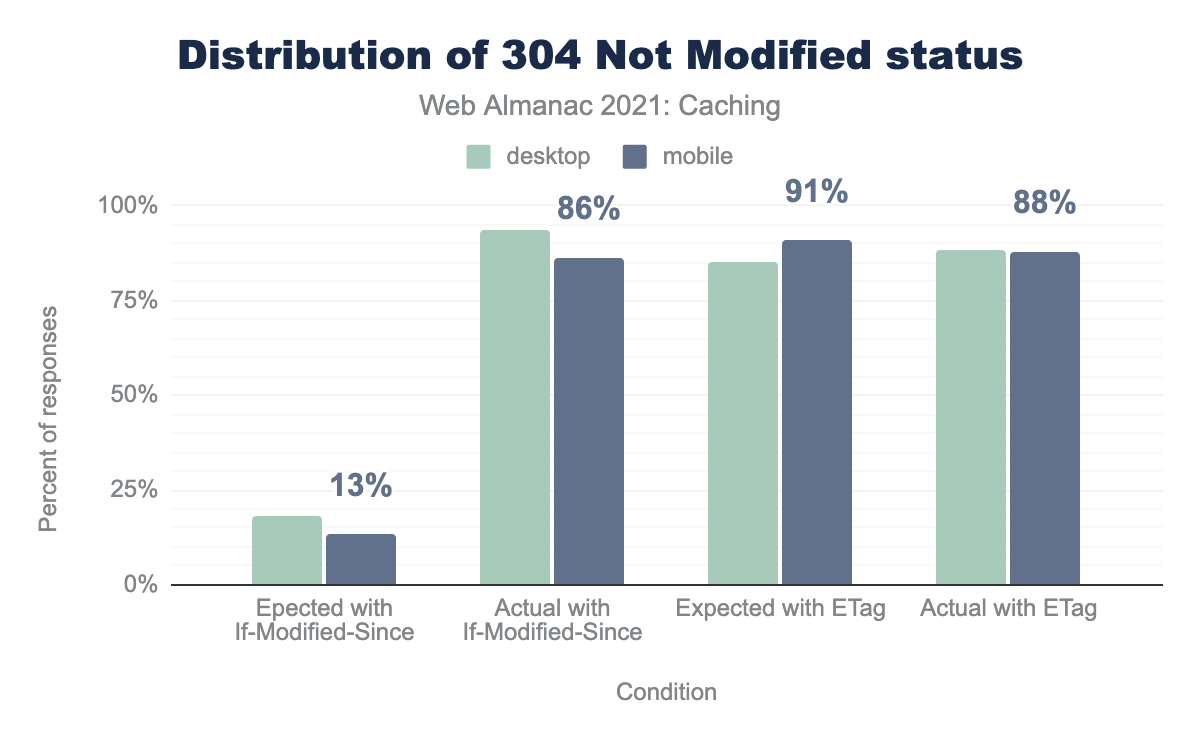 Distribution of 304 Not Modified status
Web Almanac 2021: Caching
desktop
mobile
Percent of responses
100%
75%
50%
25%
0%
13%
86%
91%
88%
Epected with
If-Modified-Since
Actual with
If-Modified-Since
Expected with ETag
Actual with ETag
Condition